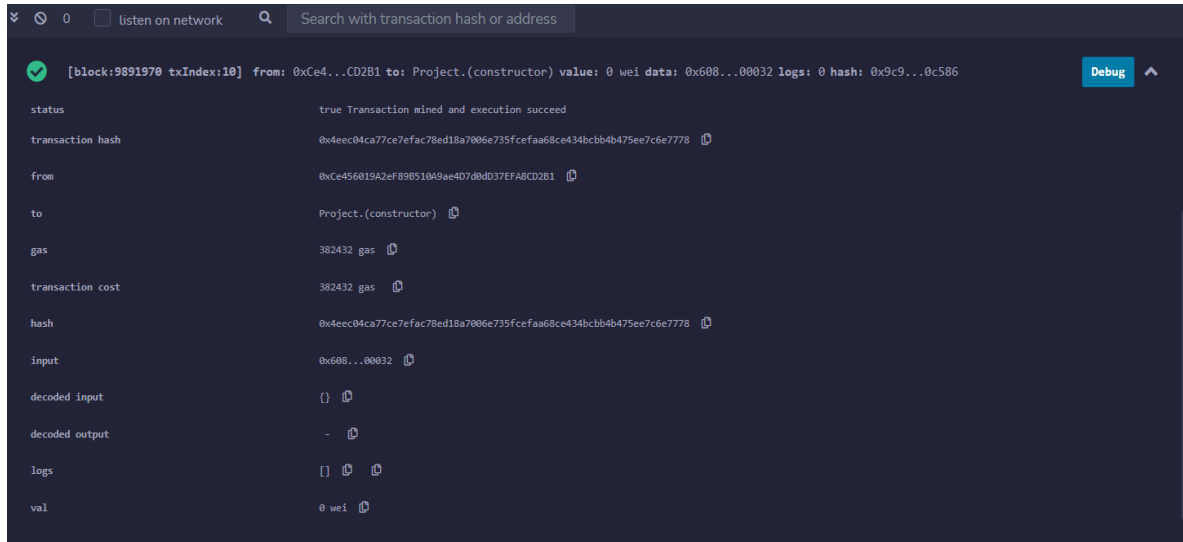 0 listen on network Search with transaction hash or address
[block:9891970 txIndex:10] from: 0xCe4...CD2B1 to: Project.(constructor) value: 0 wei data: 0x608...00032 logs: 0 hash: 0x9c9...0c586 Debug
status true Transaction mined and execution succeed
transaction hash 0x4eec04ca77ce7efac78ed18a7006e735fcefaa68ce434bcbb4b475ee7c6e7778
from 0xCe456019A2eF89B510A9ae4D7d0dD37EFA8CD2B1
to Project.(constructor)
gas 382432 gas
transaction cost 382432 gas
hash 0x4eec04ca77ce7efac78ed18a7006e735fcefaa68ce434bcbb4b475ee7c6e7778
input 0x608...00032
decoded input {}
decoded output -
logs []
val 0 wei